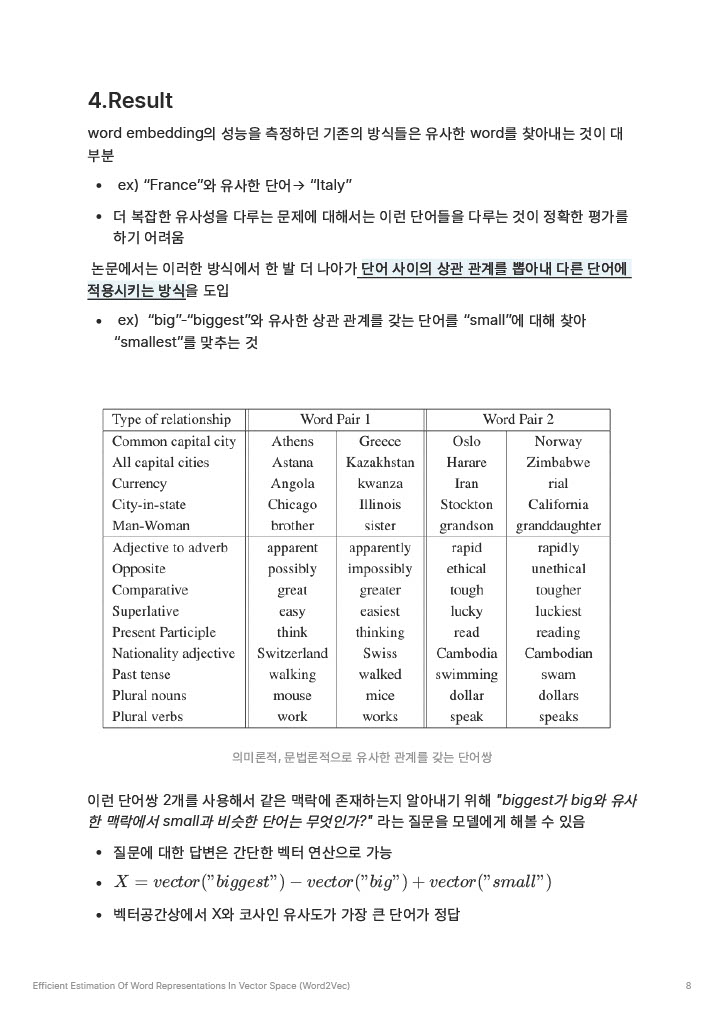 4.Result
word embedding의 성능을 측정하던 기존의 방식들은 유사한 word를 찾아내는 것이 대
부분
• ex) “France”와 유사한 단어→ “Italy”
• 더 복잡한 유사성을 다루는 문제에 대해서는 이런 단어들을 다루는 것이 정확한 평가를
하기 어려움
논문에서는 이러한 방식에서 한 발 더 나아가 단어 사이의 상관 관계를 뽑아내 다른 단어에
적용시키는 방식을 도입
• ex) “big”-“biggest”와 유사한 상관 관계를 갖는 단어를 “small”에 대해 찾아
“smallest”를 맞추는 것
Type of relationship Word Pair 1 Word Pair 2
Common capital city Athens Greece Oslo Norway
All capital cities Astana Kazakhstan Harare Zimbabwe
Currency Angola kwanza Iran rial
City-in-state Chicago Illinois Stockton California
Man-Woman brother sister grandson granddaughter
Adjective to adverb apparent apparently rapid rapidly
Opposite possibly impossibly ethical unethical
Comparative great greater tough tougher
Superlative easy easiest lucky luckiest
Present Participle think thinking read reading
Nationality adjective Switzerland Swiss Cambodia Cambodian
Past tense walking walked swimming swam
Plural nouns mouse mice dollar dollars
Plural verbs work works speak speaks
의미론적, 문법론적으로 유사한 관계를 갖는 단어쌍
이런 단어쌍 2개를 사용해서 같은 맥락에 존재하는지 알아내기 위해 "biggest가 big와 유사
한 맥락에서 small과 비슷한 단어는 무엇인가?" 라는 질문을 모델에게 해볼 수 있음
• 질문에 대한 답변은 간단한 벡터 연산으로 가능
• X = vector(”biggest”) − vector(”big”) + vector(”small”)
• 벡터공간상에서 X와 코사인 유사도가 가장 큰 단어가 정답
Efficient Estimation Of Word Representations In Vector Space (Word2Vec) 8